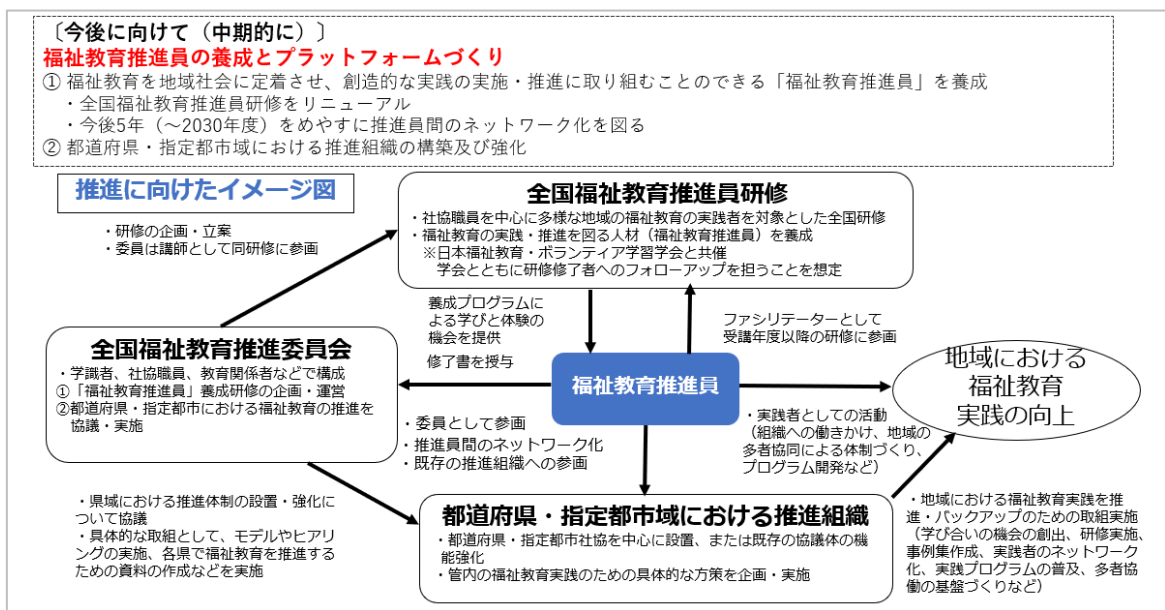 〔今後に向けて（中期的に）〕
福祉教育推進員の養成とプラットフォームづくり
① 福祉教育を地域社会に定着させ、創造的な実践の実施・推進に取り組むことのできる「福祉教育推進員」を養成
・全国福祉教育推進員研修をリニューアル
・今後5年（～2030年度）をめやすに推進員間のネットワーク化を図る
② 都道府県・指定都市域における推進組織の構築及び強化
推進に向けたイメージ図
・研修の企画・立案
・委員は講師として同研修に参画
全国福祉教育推進員研修
・社協職員を中心に多様な地域の福祉教育の実践者を対象とした全国研修
・福祉教育の実践・推進を図る人材（福祉教育推進員）を養成
※日本福祉教育・ボランティア学習学会と共催
学会とともに研修修了者へのフォローアップを担うことを想定
養成プログラムに
よる学びと体験の
機会を提供
修了書を授与
ファシリテーターとして
受講年度以降の研修に参画
全国福祉教育推進委員会
・学識者、社協職員、教育関係者などで構成
①「福祉教育推進員」養成研修の企画・運営
②都道府県・指定都市における福祉教育の推進を
協議・実施
福祉教育推進員
地域における
福祉教育
実践の向上
・委員として参画
・推進員間のネットワーク化
・既存の推進組織への参画
・実践者としての活動
（組織への働きかけ、地域の
多者協同による体制づくり、
プログラム開発など）
・県域における推進体制の設置・強化に
ついて協議
・具体的な取組として、モデルやヒアリ
ングの実施、各県で福祉教育を推進する
ための資料の作成などを実施
都道府県・指定都市域における推進組織
・都道府県・指定都市社協を中心に設置、または既存の協議体の機
能強化
・管内の福祉教育実践のための具体的な方策を企画・実施
・地域における福祉教育実践を推
進・バックアップのための取組実施
（学び合いの機会の創出、研修実施、
事例集作成、実践者のネットワーク
化、実践プログラムの普及、多者協
働の基盤づくりなど）